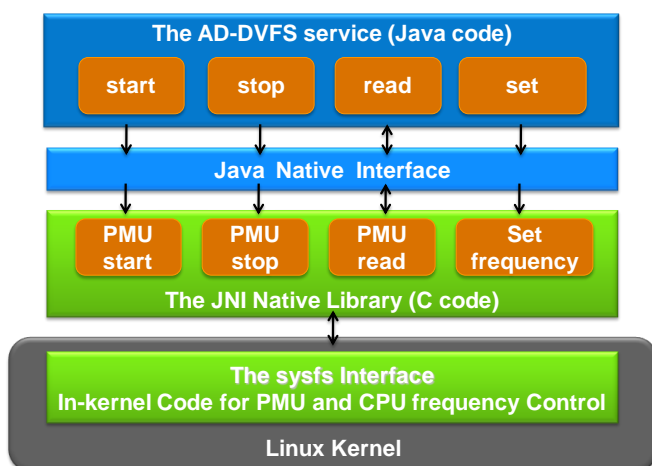 The AD-DVFS service (Java code)
start stop read set
Java Native Interface
PMU start
PMU stop
PMU read
Set frequency
The JNI Native Library (C code)
The sysfs Interface
In-kernel Code for PMU and CPU frequency Control
Linux Kernel